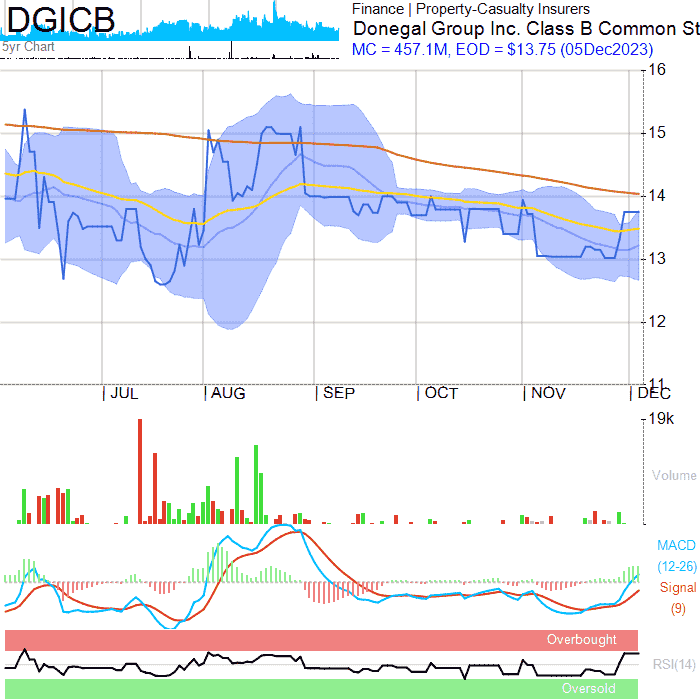 DGICB
5yr Chart
Finance | Property-Casualty Insurers
Donegal Group Inc. Class B Common St
MC = 457.1M, EOD = $13.75 (05Dec2023)
16
15
14
13
12
11
JUL
AUG
SEP
OCT
NOV
DEC
19k
Volume
MACD
(12-26)
Signal
(9)
Overbought
RSI(14)
Oversold